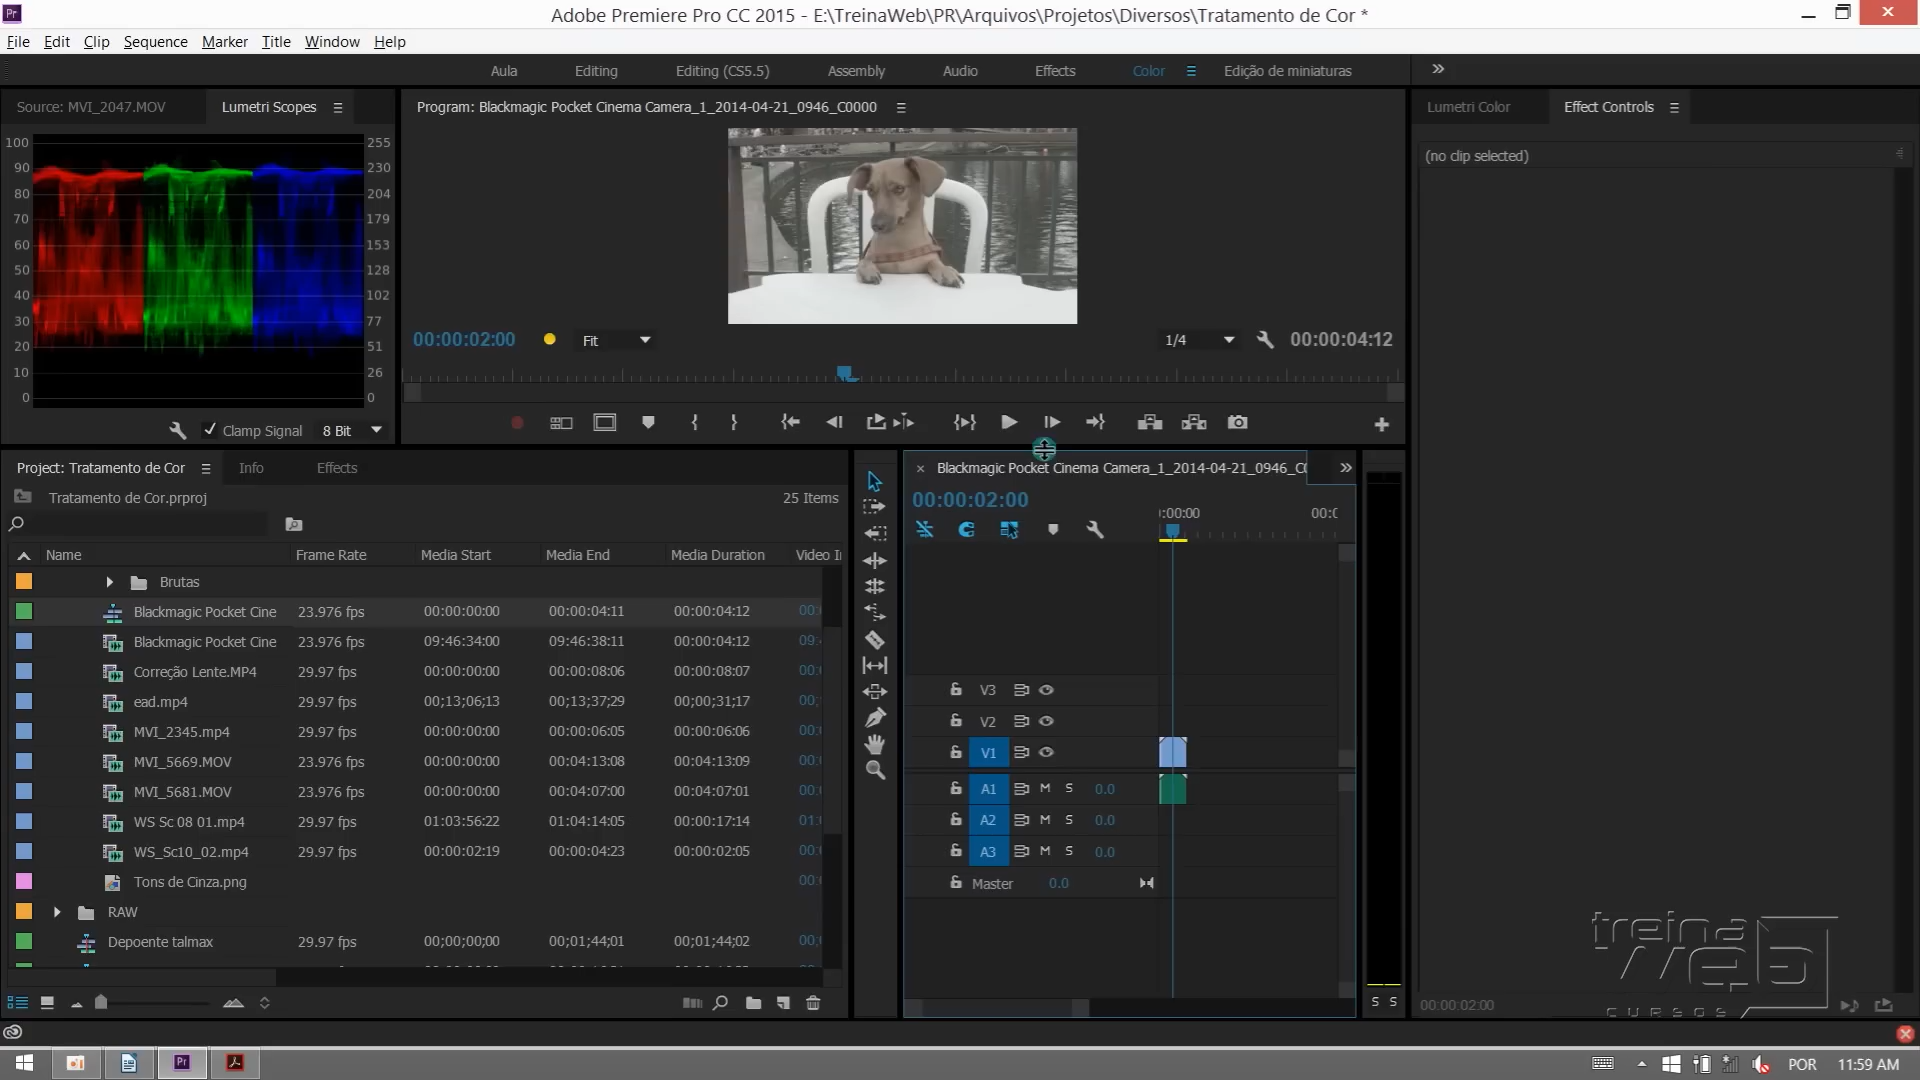 Adobe Premiere Pro CC 2015 - E:\TreinaWeb\PR\Arquivos\Projetos\Diversos\Tratamento de Cor *
File Edit Clip Sequence Marker Title Window Help
Aula Editing Editing (CS5.5) Assembly Audio Effects Color Edição de miniaturas
Source: MVI_2047.MOV Lumetri Scopes
Program: Blackmagic Pocket Cinema Camera_1_2014-04-21_0946_C0000
Lumetri Color Effect Controls
(no clip selected)
100 255
90 230
80 204
70 179
60 153
50 128
40 102
30 77
20 51
10 26
0 0
Clamp Signal 8 Bit
00:00:02:00 Fit 1/4 00:00:04:12
Project: Tratamento de Cor Info Effects
Tratamento de Cor.prproj 25 Items
Name Frame Rate Media Start Media End Media Duration Video I
Brutas
Blackmagic Pocket Cine 23.976 fps 00:00:00:00 00:00:04:11 00:00:04:12 00:
Blackmagic Pocket Cine 23.976 fps 09:46:34:00 09:46:38:11 00:00:04:12 09:
Correção Lente.MP4 29.97 fps 00:00:00:00 00:00:08:06 00:00:08:07 00:
ead.mp4 29.97 fps 00;13;06;13 00;13;37;29 00;00;31;17 00;
MVI_2345.mp4 29.97 fps 00:00:00:00 00:00:06:05 00:00:06:06 00:
MVI_5669.MOV 23.976 fps 00:00:00:00 00:04:13:08 00:04:13:09 00:
MVI_5681.MOV 23.976 fps 00:00:00:00 00:04:07:00 00:04:07:01 00:
WS Sc 08 01.mp4 29.97 fps 01:03:56:22 01:04:14:05 00:00:17:14 01:
WS_Sc10_02.mp4 29.97 fps 00:00:02:19 00:00:04:23 00:00:02:05 00:
Tons de Cinza.png 00:
RAW
Depoente talmax 29.97 fps 00;00;00;00 00;01;44;01 00;01;44;02 00;
Blackmagic Pocket Cinema Camera_1_2014-04-21_0946_C0
00:00:02:00
:00:00 00:0
V3
V2
V1
A1 M S 0.0
A2 M S 0.0
A3 M S 0.0
Master 0.0
S S
00:00:02:00
treina
web
CURSOS
POR 11:59 AM